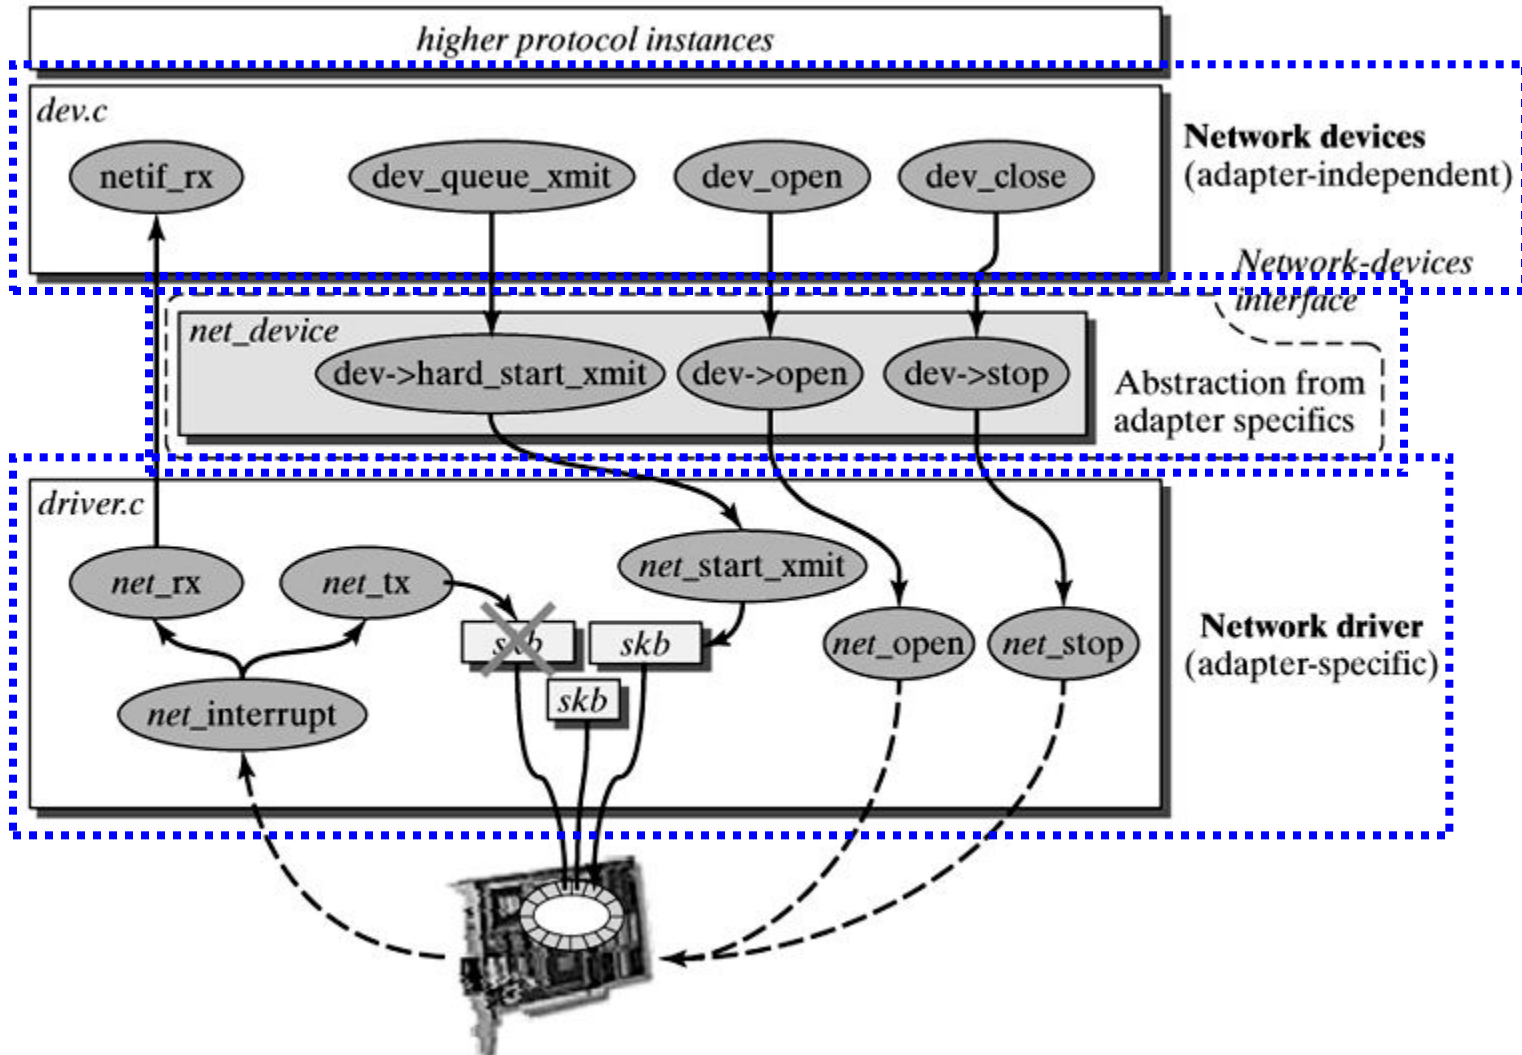 higher protocol instances
dev.c
netif_rx
dev_queue_xmit
dev_open
dev_close
Network devices
(adapter-independent)
Network-devices
interface
net_device
dev->hard_start_xmit
dev->open
dev->stop
Abstraction from
adapter specifics
driver.c
net_rx
net_tx
net_start_xmit
skb
skb
skb
net_open
net_stop
net_interrupt
Network driver
(adapter-specific)